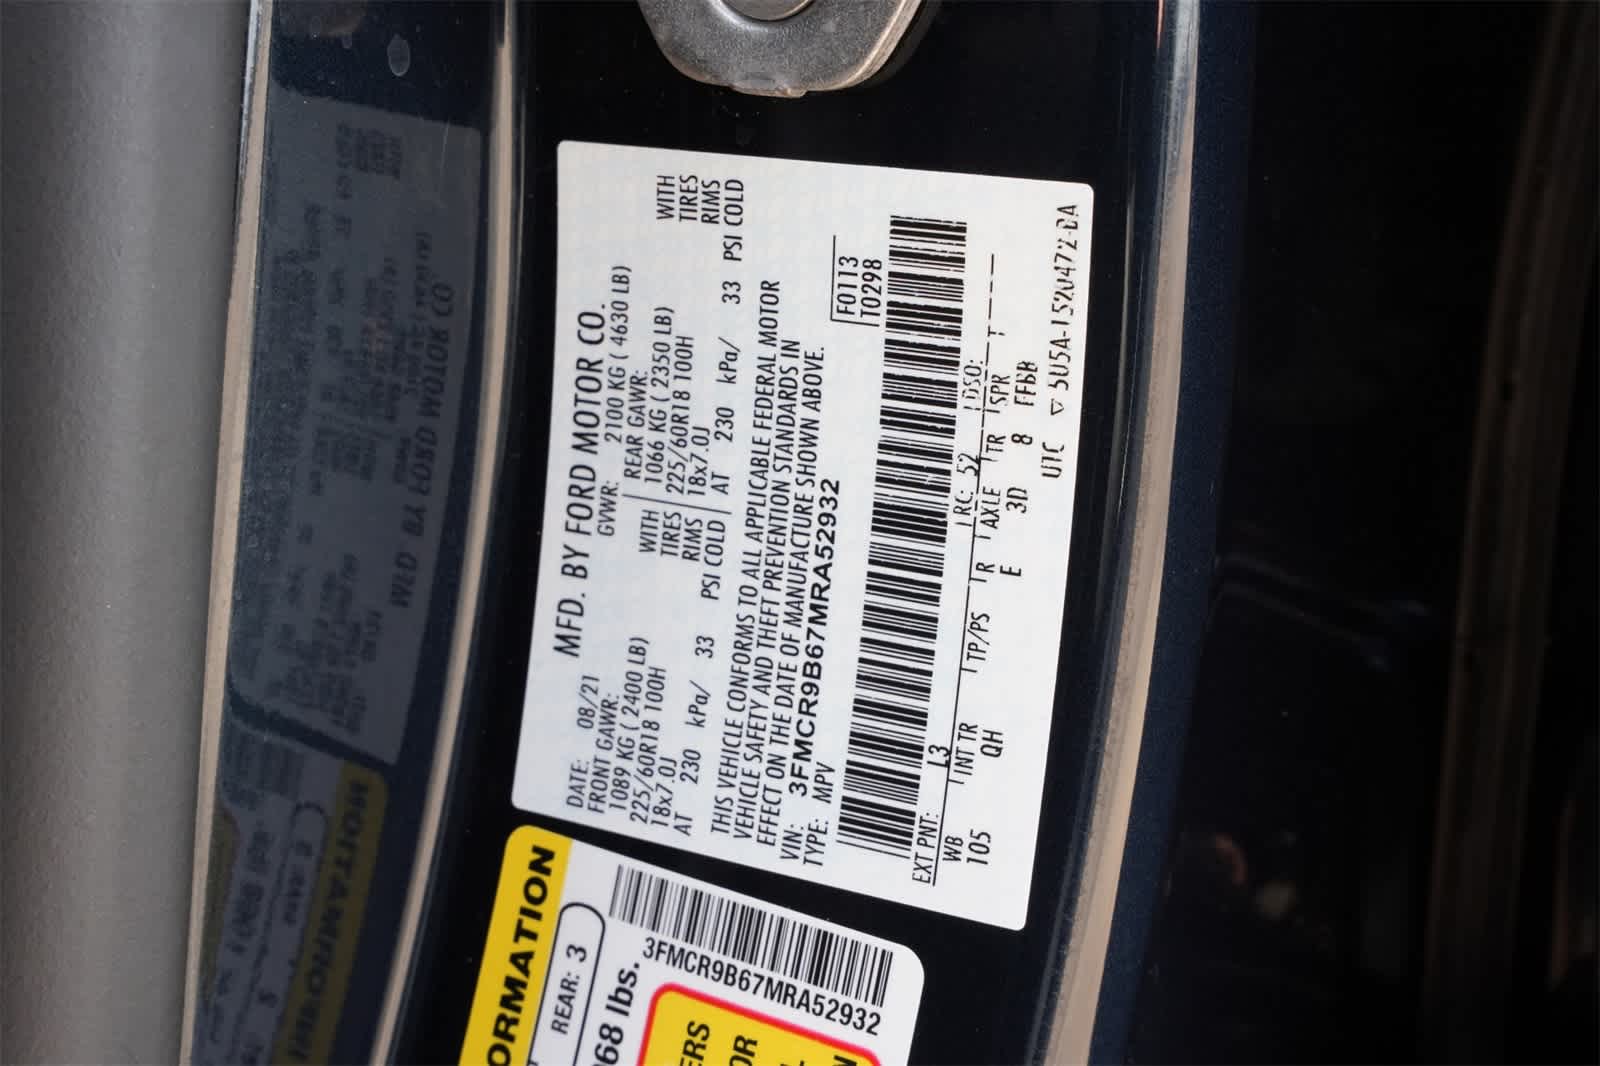 MFD. BY FORD MOTOR CO.
DATE: 08/21
GVWR: 2100 KG ( 4630 LB)
FRONT GAWR:
1089 KG ( 2400 LB)
WITH
225/60R18 100H
TIRES
18x7.0J
RIMS
AT 230 kPa/ 33 PSI COLD
REAR GAWR:
1066 KG ( 2350 LB)
WITH
225/60R18 100H
TIRES
18x7.0J
RIMS
AT 230 kPa/ 33 PSI COLD
THIS VEHICLE CONFORMS TO ALL APPLICABLE FEDERAL MOTOR
VEHICLE SAFETY AND THEFT PREVENTION STANDARDS IN
EFFECT ON THE DATE OF MANUFACTURE SHOWN ABOVE.
VIN: 3FMCR9B67MRA52932
TYPE: MPV
F0113
T0298
EXT PNT: L3
RC: 52
DSO:
WB
INT TR
TP/PS
R
AXLE
TR
SPR
T
105
QH
E
3D
8
FFBB
UTC
5U5A-1520472-BA
ORMATION
REAR: 3
68 lbs.
3FMCR9B67MRA52932
ERS
OR